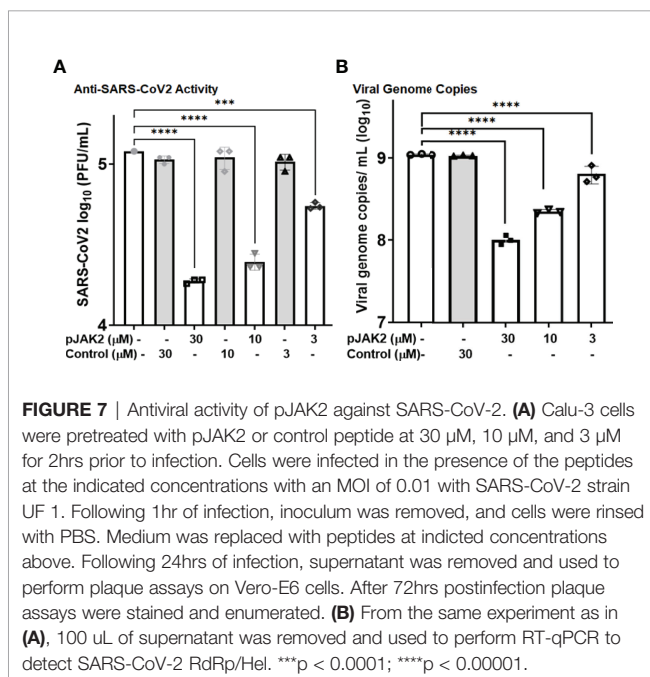 A
Anti-SARS-CoV2 Activity
***
****
****
SARS-CoV2 log10 (PFU/mL)
5
4
pJAK2 (µM) - - 30 - 10 - 3
Control (µM) - 30 - 10 - 3 -
B
Viral Genome Copies
****
****
****
Viral genome copies/ mL (log10)
9
8
7
pJAK2 (µM) - - 30 10 3
Control (µM)- 30 - - -
FIGURE 7 | Antiviral activity of pJAK2 against SARS-CoV-2. (A) Calu-3 cells
were pretreated with pJAK2 or control peptide at 30 µM, 10 µM, and 3 µM
for 2hrs prior to infection. Cells were infected in the presence of the peptides
at the indicated concentrations with an MOI of 0.01 with SARS-CoV-2 strain
UF 1. Following 1hr of infection, inoculum was removed, and cells were rinsed
with PBS. Medium was replaced with peptides at indicted concentrations
above. Following 24hrs of infection, supernatant was removed and used to
perform plaque assays on Vero-E6 cells. After 72hrs postinfection plaque
assays were stained and enumerated. (B) From the same experiment as in
(A), 100 uL of supernatant was removed and used to perform RT-qPCR to
detect SARS-CoV-2 RdRp/Hel. ***p < 0.0001; ****p < 0.00001.